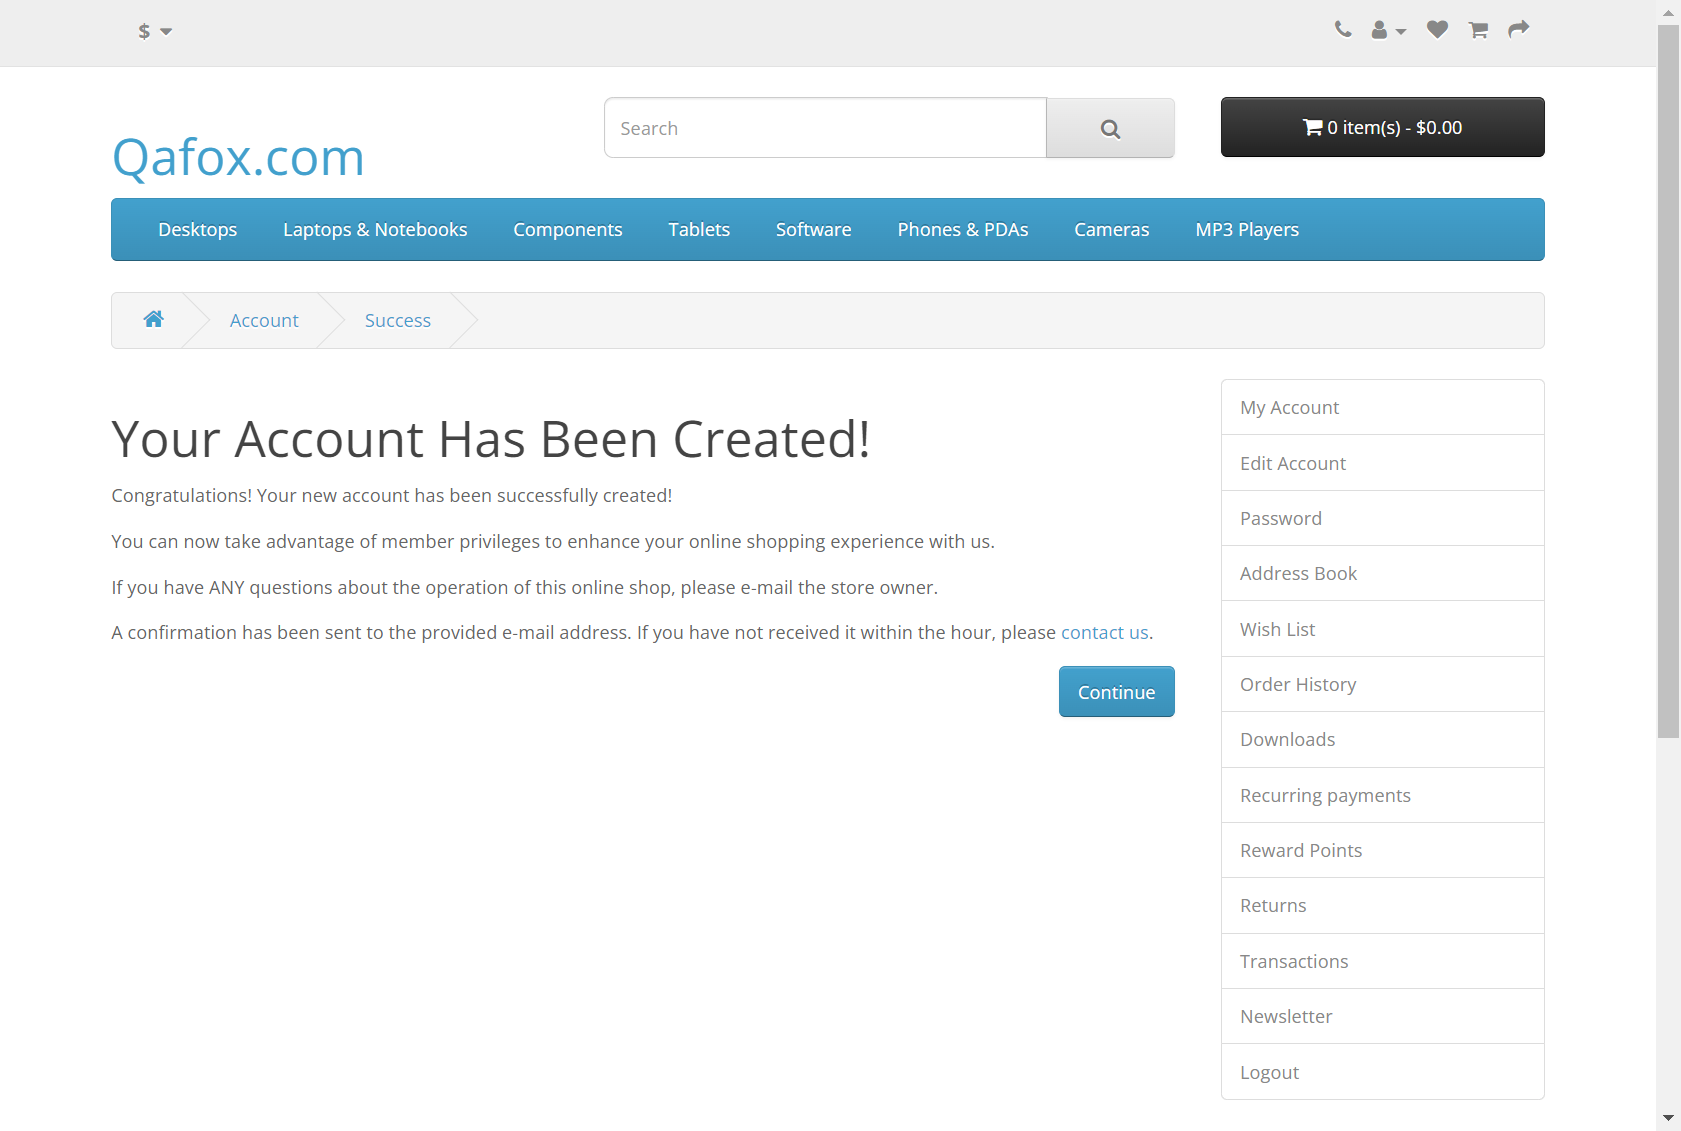 $
Search
0 item(s) - $0.00
Qafox.com
Desktops Laptops & Notebooks Components Tablets Software Phones & PDAs Cameras MP3 Players
Account Success
Your Account Has Been Created!
Congratulations! Your new account has been successfully created!
You can now take advantage of member privileges to enhance your online shopping experience with us.
If you have ANY questions about the operation of this online shop, please e-mail the store owner.
A confirmation has been sent to the provided e-mail address. If you have not received it within the hour, please contact us.
Continue
My Account
Edit Account
Password
Address Book
Wish List
Order History
Downloads
Recurring payments
Reward Points
Returns
Transactions
Newsletter
Logout